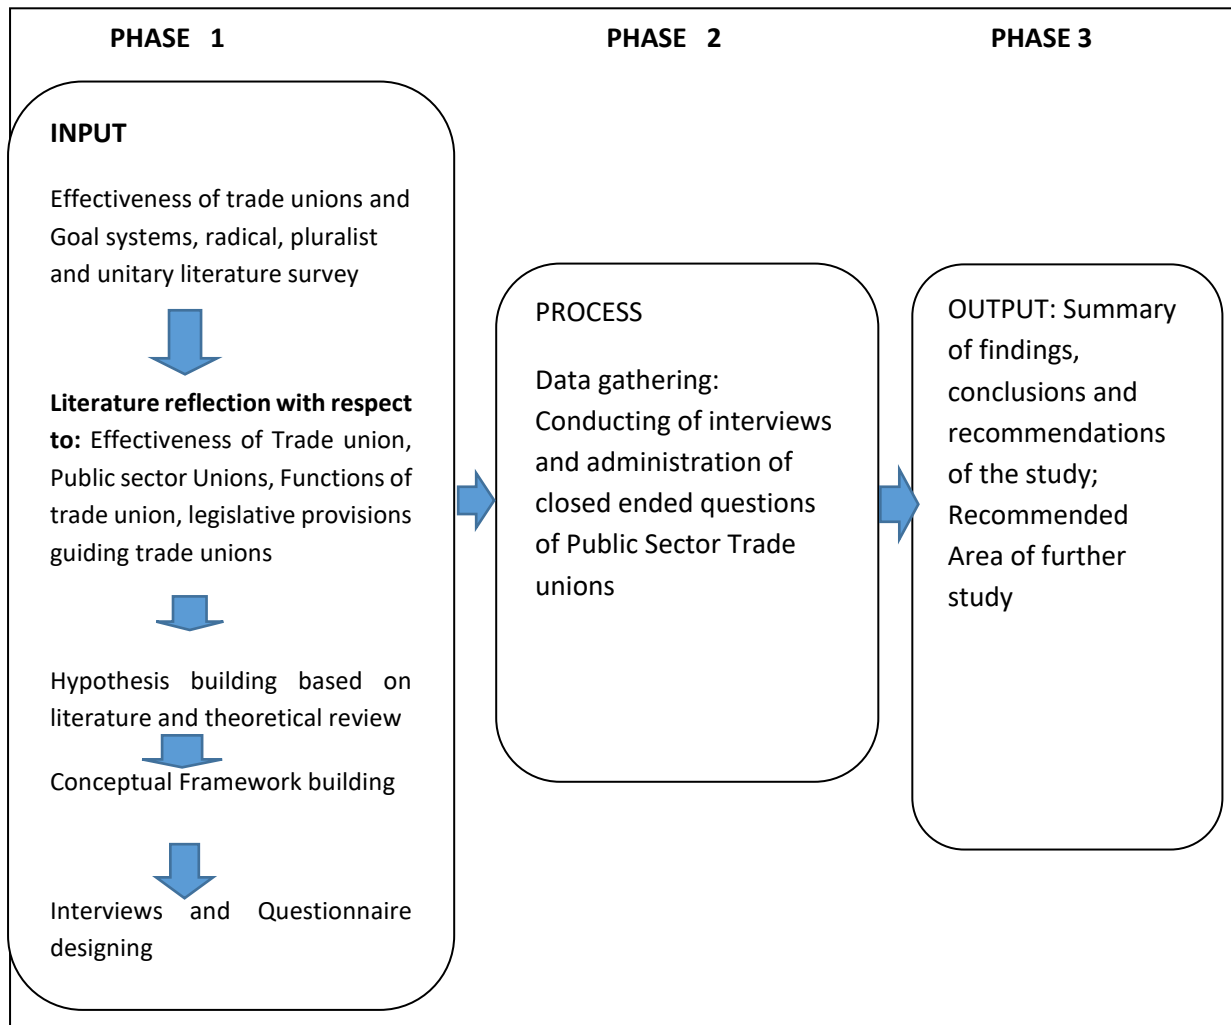 PHASE 1
PHASE 2
PHASE 3
INPUT
Effectiveness of trade unions and
Goal systems, radical, pluralist
and unitary literature survey
Literature reflection with respect
to: Effectiveness of Trade union,
Public sector Unions, Functions of
trade union, legislative provisions
guiding trade unions
Hypothesis building based on
literature and theoretical review
Conceptual Framework building
Interviews and Questionnaire
designing
PROCESS
Data gathering:
Conducting of interviews
and administration of
closed ended questions
of Public Sector Trade
unions
OUTPUT: Summary
of findings,
conclusions and
recommendations
of the study;
Recommended
Area of further
study